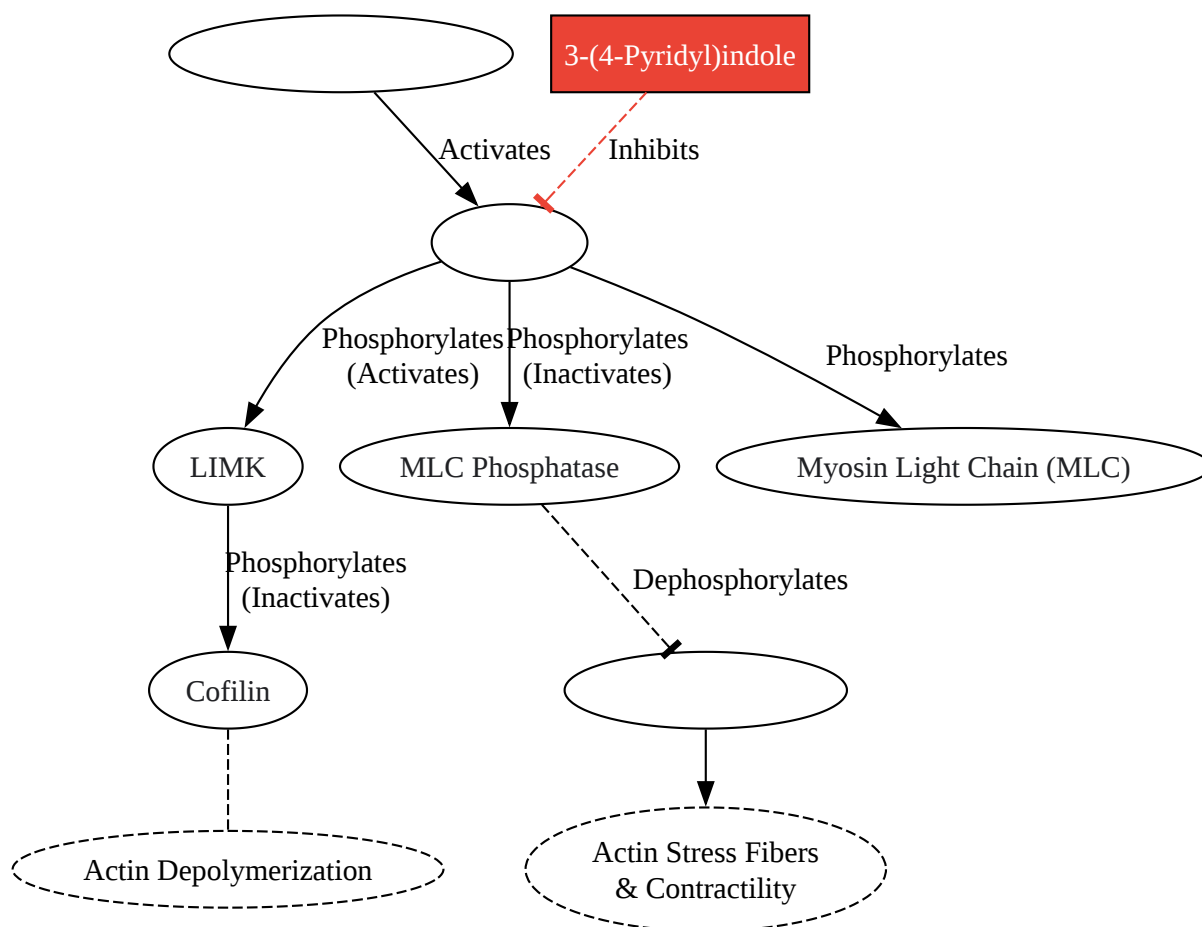 3-(4-Pyridyl)indole
Activates
Inhibits
Phosphorylates
(Activates)
Phosphorylates
(Inactivates)
Phosphorylates
LIMK
MLC Phosphatase
Myosin Light Chain (MLC)
Phosphorylates
(Inactivates)
Dephosphorylates
Cofilin
Actin Depolymerization
Actin Stress Fibers
& Contractility